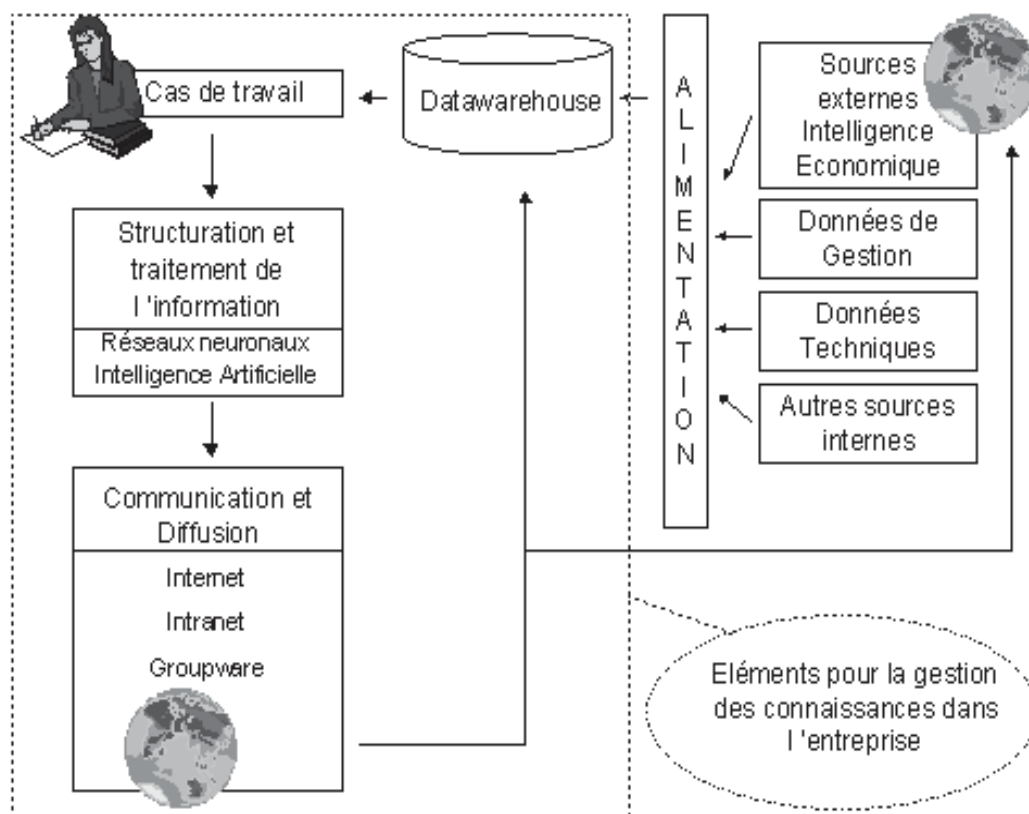 Cas de travail
Datawarehouse
ALIMENTATION
Sources
externes
Intelligence
Economique
Données de
Gestion
Données
Techniques
Autres sources
internes
Structuration et
traitement de
l 'information
Réseaux neuronaux
Intelligence Artificielle
Communication et
Diffusion
Internet
Intranet
Groupware
Eléments pour la gestion
des connaissances dans
l 'entreprise